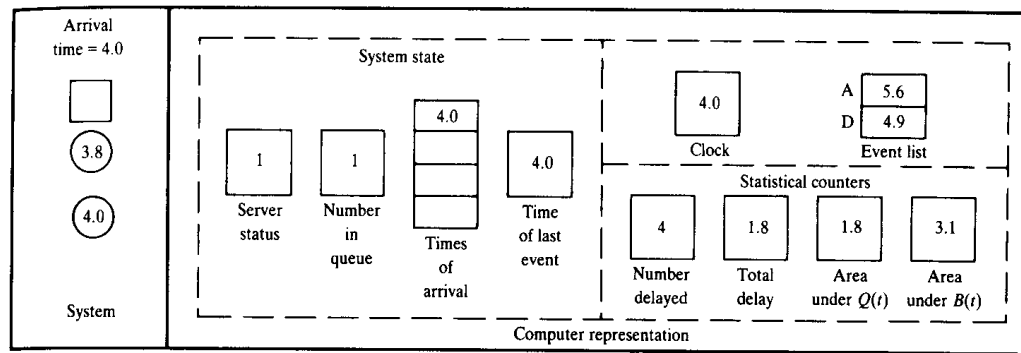 Arrival
time = 4.0
3.8
4.0
System
System state
1
Server
status
1
Number
in
queue
4.0
Times
of
arrival
4.0
Time
of last
event
4.0
Clock
A 5.6
D 4.9
Event list
Statistical counters
4
Number
delayed
1.8
Total
delay
1.8
Area
under Q(t)
3.1
Area
under B(t)
Computer representation